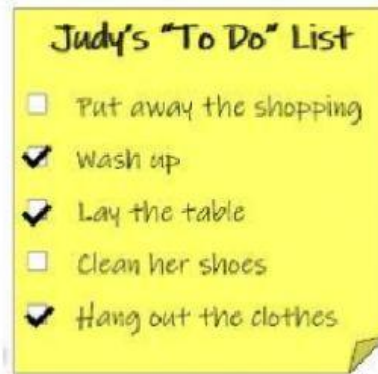 Judy's "To Do" List
Put away the shopping
Wash up
Lay the table
Clean her shoes
Hang out the clothes